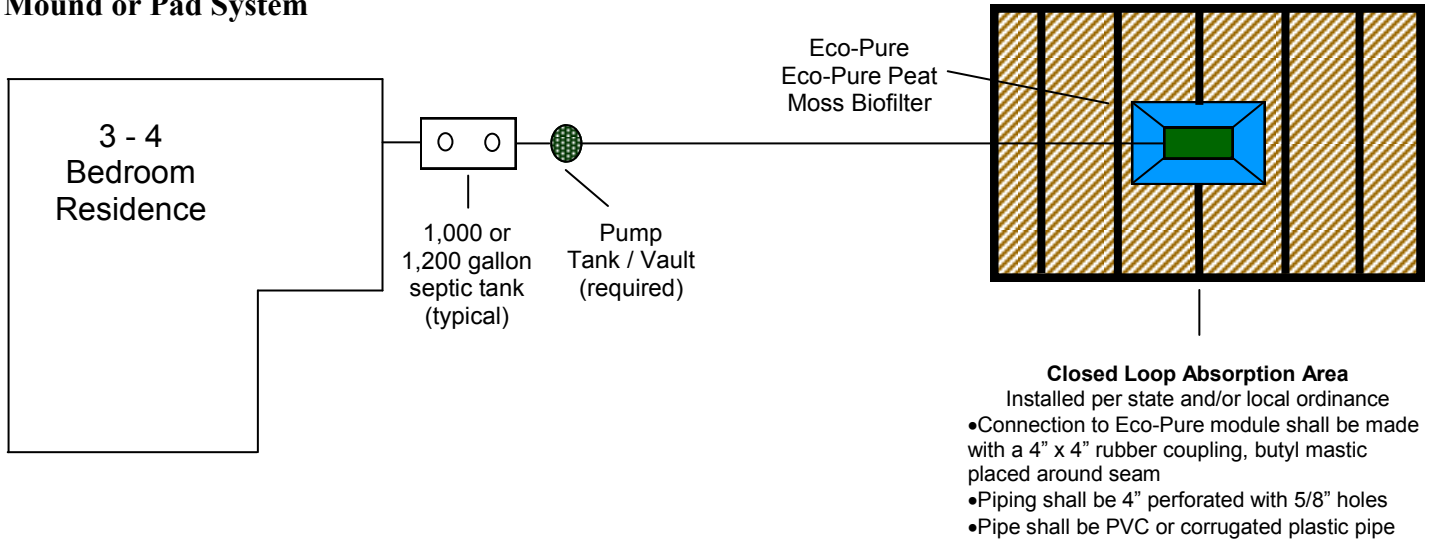 Mound or Pad System
3 - 4
Bedroom
Residence
1,000 or
1,200 gallon
septic tank
(typical)
Pump
Tank / Vault
(required)
Eco-Pure
Eco-Pure Peat
Moss Biofilter
Closed Loop Absorption Area
Installed per state and/or local ordinance
•Connection to Eco-Pure module shall be made
with a 4” x 4” rubber coupling, butyl mastic
placed around seam
•Piping shall be 4” perforated with 5/8” holes
•Pipe shall be PVC or corrugated plastic pipe